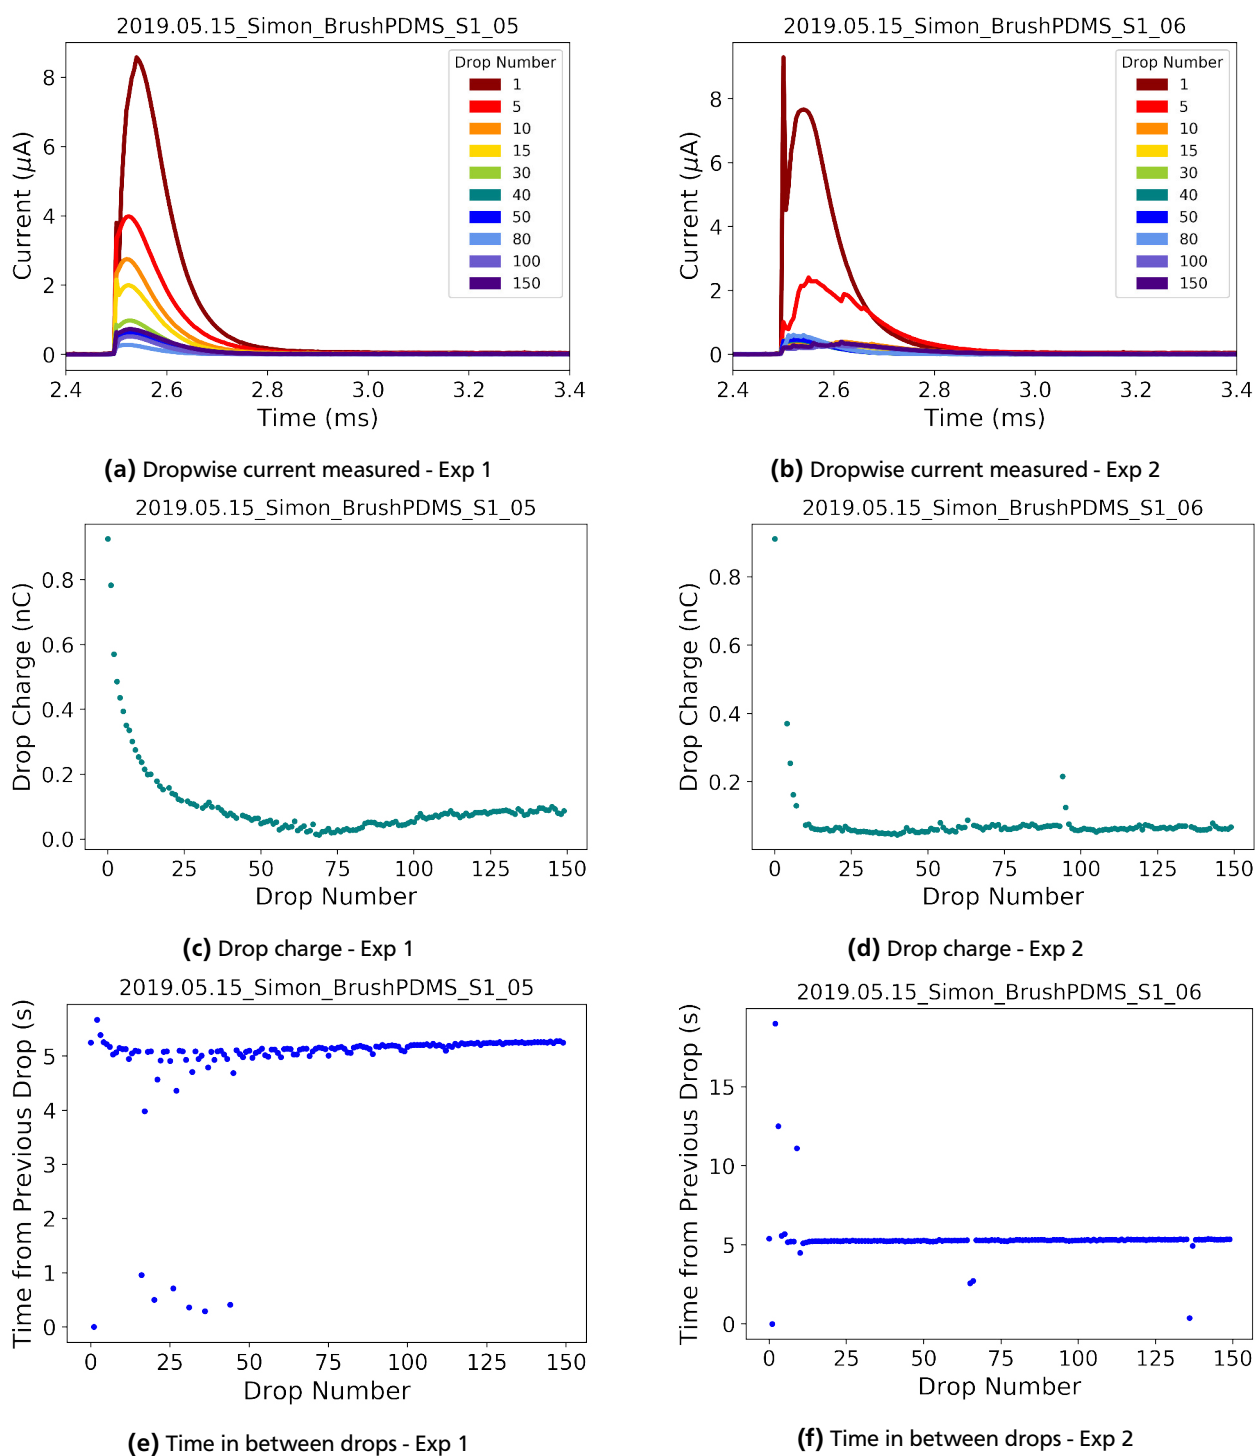 2019.05.15_Simon_BrushPDMS_S1_05
Current (μA)
8
6
4
2
0
2.4 2.6 2.8 3.0 3.2 3.4
Time (ms)
Drop Number
1
5
10
15
30
40
50
80
100
150
(a) Dropwise current measured - Exp 1
2019.05.15_Simon_BrushPDMS_S1_06
Current (μA)
8
6
4
2
0
2.4 2.6 2.8 3.0 3.2 3.4
Time (ms)
Drop Number
1
5
10
15
30
40
50
80
100
150
(b) Dropwise current measured - Exp 2
2019.05.15_Simon_BrushPDMS_S1_05
Drop Charge (nC)
0.8
0.6
0.4
0.2
0.0
0 25 50 75 100 125 150
Drop Number
(c) Drop charge - Exp 1
2019.05.15_Simon_BrushPDMS_S1_06
Drop Charge (nC)
0.8
0.6
0.4
0.2
0 25 50 75 100 125 150
Drop Number
(d) Drop charge - Exp 2
2019.05.15_Simon_BrushPDMS_S1_05
Time from Previous Drop (s)
5
4
3
2
1
0
0 25 50 75 100 125 150
Drop Number
(e) Time in between drops - Exp 1
2019.05.15_Simon_BrushPDMS_S1_06
Time from Previous Drop (s)
15
10
5
0
0 25 50 75 100 125 150
Drop Number
(f) Time in between drops - Exp 2